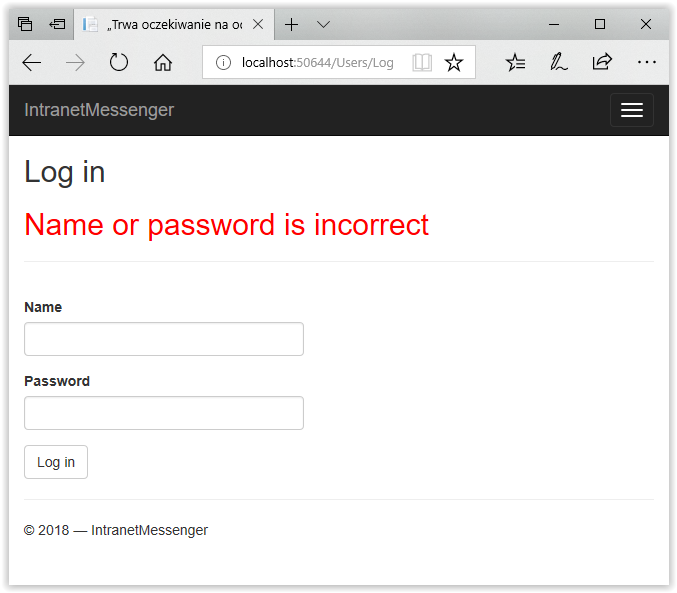 „Trwa oczekiwanie na oc
localhost:50644/Users/Log
IntranetMessenger
Log in
Name or password is incorrect
Name
Password
Log in
© 2018 — IntranetMessenger